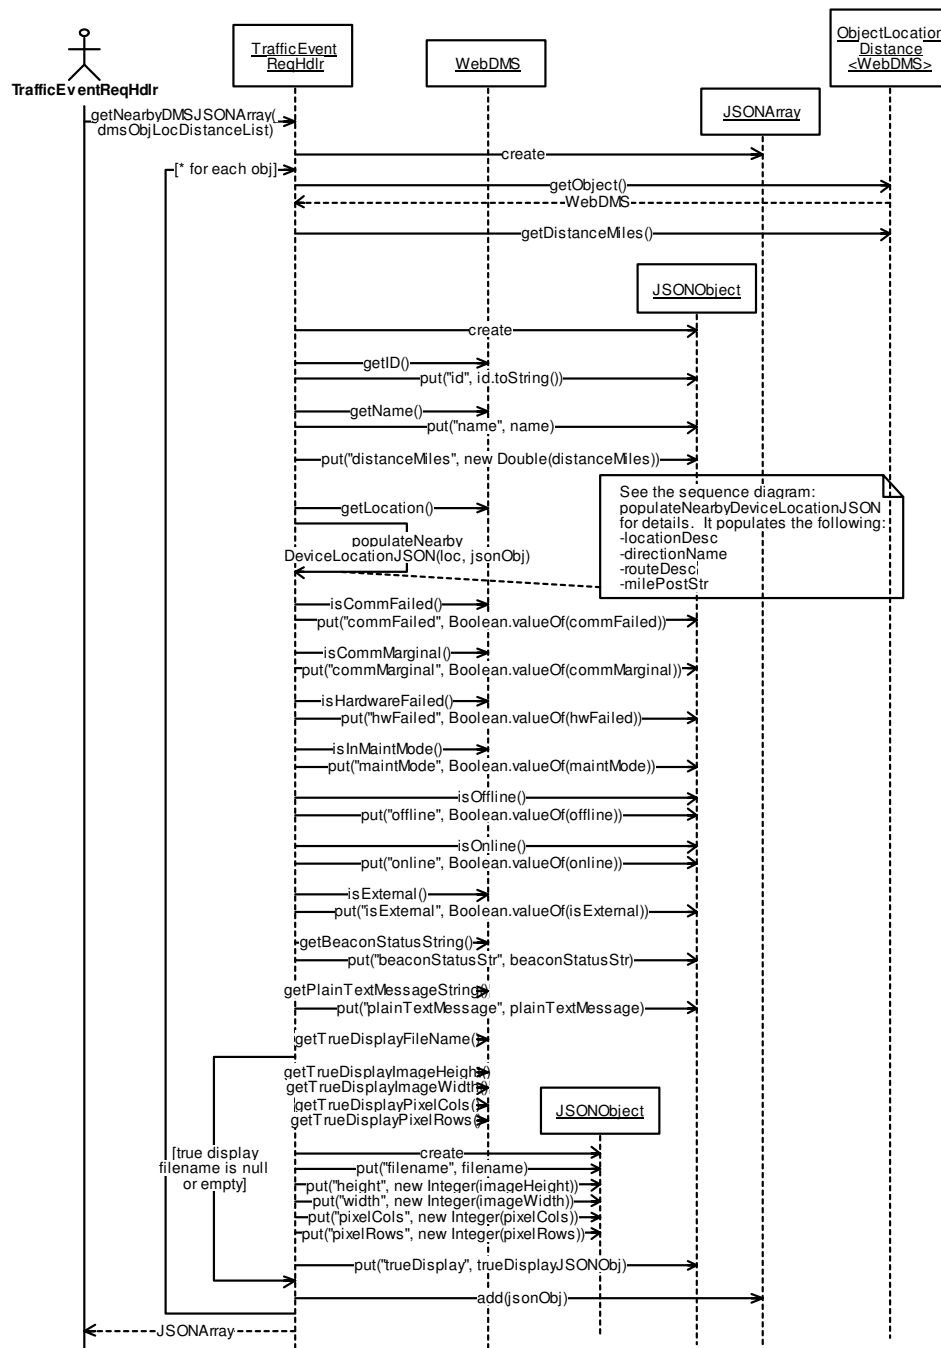 ObjectLocation
Distance
<WebDMS>
TrafficEvent
ReqHdlr
WebDMS
TrafficEventReqHdlr
JSONArray
getNearbyDMSJSONArray(
dmsObjLocDistanceList)
create
[* for each obj]
getObject()
WebDMS
getDistanceMiles()
JSONObject
create
getID()
put("id", id.toString())
getName()
put("name", name)
put("distanceMiles", new Double(distanceMiles))
See the sequence diagram:
populateNearbyDeviceLocationJSON
for details. It populates the following:
-locationDesc
-directionName
-routeDesc
-milePostStr
getLocation()
populateNearby
DeviceLocationJSON(loc, jsonObj)
isCommFailed()
put("commFailed", Boolean.valueOf(commFailed))
isCommMarginal()
put("commMarginal", Boolean.valueOf(commMarginal))
isHardwareFailed()
put("hwFailed", Boolean.valueOf(hwFailed))
isInMaintMode()
put("maintMode", Boolean.valueOf(maintMode))
isOffline()
put("offline", Boolean.valueOf(offline))
isOnline()
put("online", Boolean.valueOf(online))
isExternal()
put("isExternal", Boolean.valueOf(isExternal))
getBeaconStatusString()
put("beaconStatusStr", beaconStatusStr)
getPlainTextMessageString()
put("plainTextMessage", plainTextMessage)
getTrueDisplayFileName()
getTrueDisplayImageHeight()
getTrueDisplayImageWidth()
getTrueDisplayPixelCols()
getTrueDisplayPixelRows()
JSONObject
[true display
filename is null
or empty]
create
put("filename", filename)
put("height", new Integer(imageHeight))
put("width", new Integer(imageWidth))
put("pixelCols", new Integer(pixelCols))
put("pixelRows", new Integer(pixelRows))
put("trueDisplay", trueDisplayJSONObj)
add(jsonObj)
JSONArray